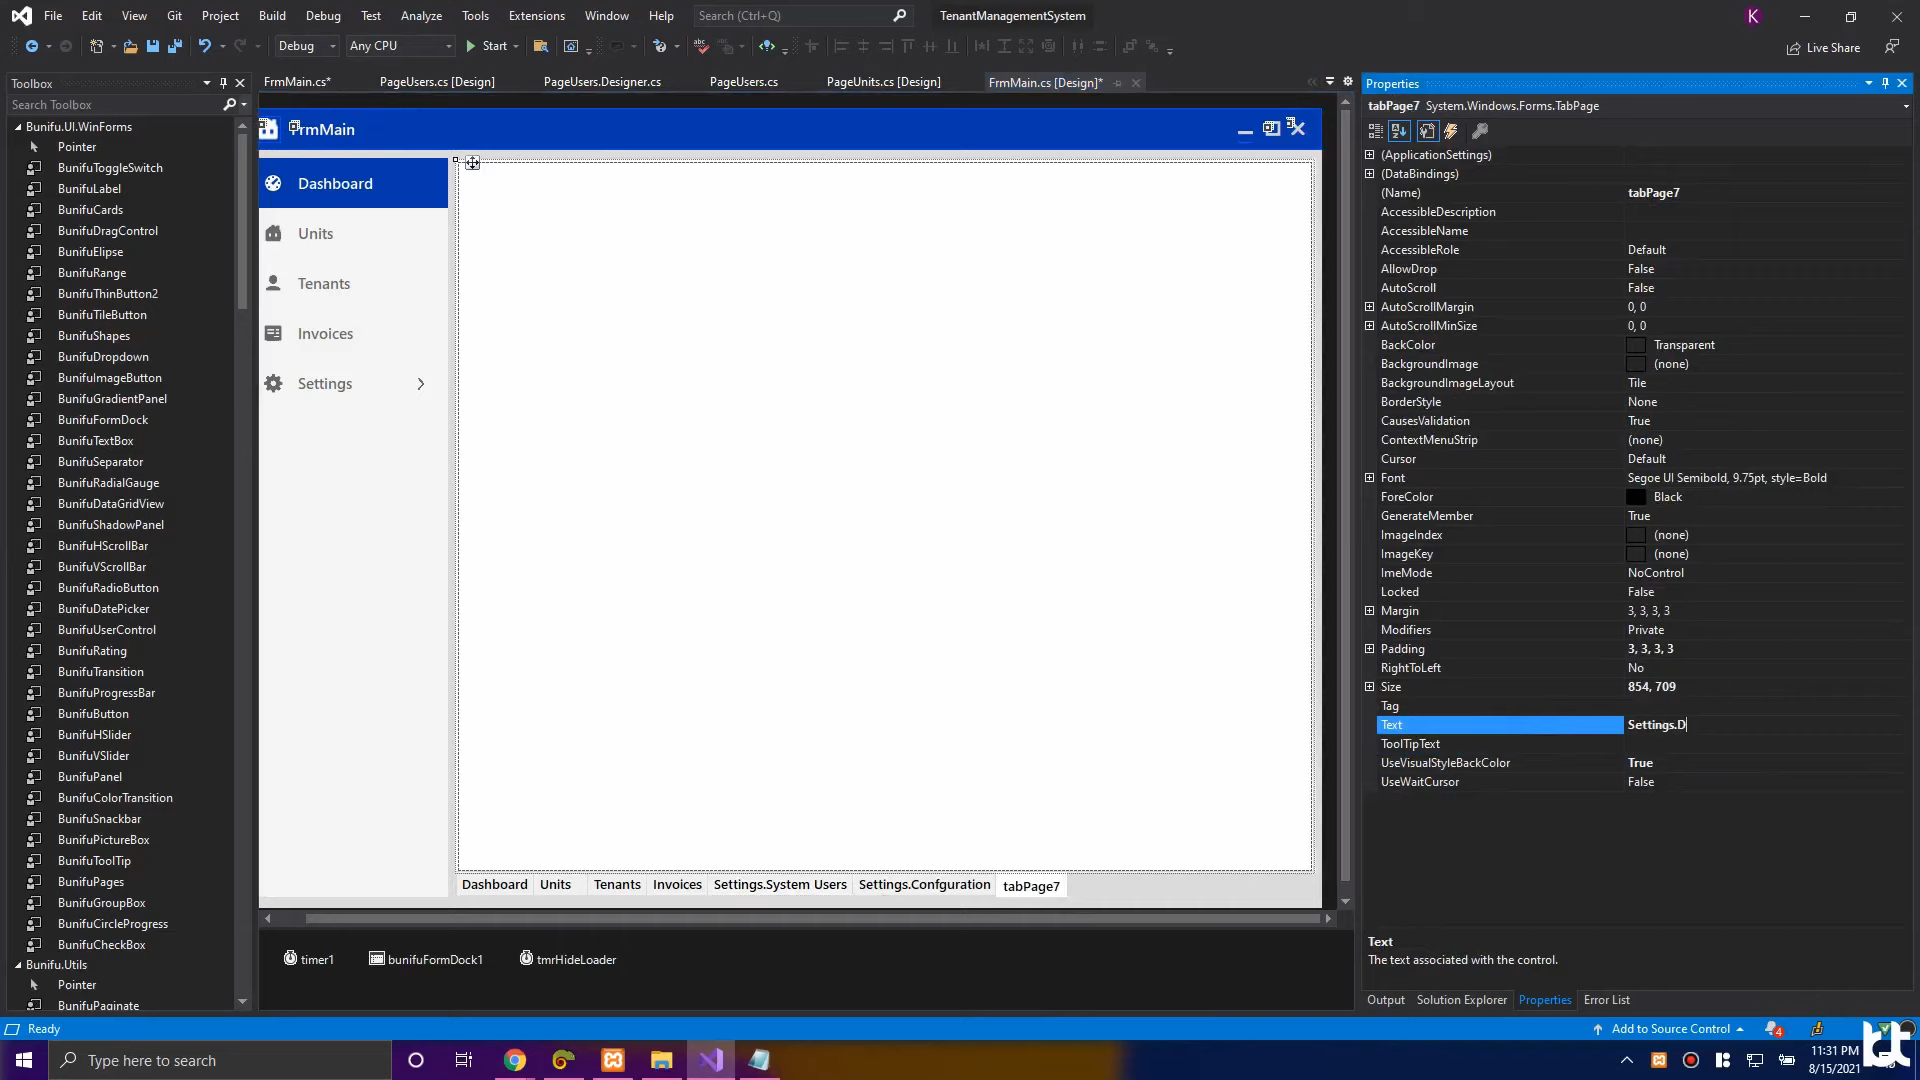 File Edit View Git Project Build Debug Test Analyze Tools Extensions Window Help Search (Ctrl+Q) TenantManagementSystem K
Debug Any CPU Start Live Share
Toolbox
Search Toolbox
Bunifu.UI.WinForms
Pointer
BunifuToggleSwitch
BunifuLabel
BunifuCards
BunifuDragControl
BunifuElipse
BunifuRange
BunifuThinButton2
BunifuTileButton
BunifuShapes
BunifuDropdown
BunifuImageButton
BunifuGradientPanel
BunifuFormDock
BunifuTextBox
BunifuSeparator
BunifuRadialGauge
BunifuDataGridView
BunifuShadowPanel
BunifuHScrollBar
BunifuVScrollBar
BunifuRadioButton
BunifuDatePicker
BunifuUserControl
BunifuRating
BunifuTransition
BunifuProgressBar
BunifuButton
BunifuHSlider
BunifuVSlider
BunifuPanel
BunifuColorTransition
BunifuSnackbar
BunifuPictureBox
BunifuToolTip
BunifuPages
BunifuGroupBox
BunifuCircleProgress
BunifuCheckBox
Bunifu.Utils
Pointer
BunifuPaginate
FrmMain.cs* PageUsers.cs [Design] PageUsers.Designer.cs PageUsers.cs PageUnits.cs [Design] FrmMain.cs [Design]*
FrmMain
Dashboard
Units
Tenants
Invoices
Settings
Dashboard Units Tenants Invoices Settings.System Users Settings.Confguration tabPage7
timer1 bunifuFormDock1 tmrHideLoader
Properties
tabPage7 System.Windows.Forms.TabPage
(ApplicationSettings)
(DataBindings)
(Name) tabPage7
AccessibleDescription
AccessibleName
AccessibleRole Default
AllowDrop False
AutoScroll False
AutoScrollMargin 0, 0
AutoScrollMinSize 0, 0
BackColor Transparent
BackgroundImage (none)
BackgroundImageLayout Tile
BorderStyle None
CausesValidation True
ContextMenuStrip (none)
Cursor Default
Font Segoe UI Semibold, 9.75pt, style=Bold
ForeColor Black
GenerateMember True
ImageIndex (none)
ImageKey (none)
ImeMode NoControl
Locked False
Margin 3, 3, 3, 3
Modifiers Private
Padding 3, 3, 3, 3
RightToLeft No
Size 854, 709
Tag
Text Settings.D
ToolTipText
UseVisualStyleBackColor True
UseWaitCursor False
Text
The text associated with the control.
Output Solution Explorer Properties Error List
Ready Add to Source Control 4
Type here to search 11:31 PM
8/15/2021